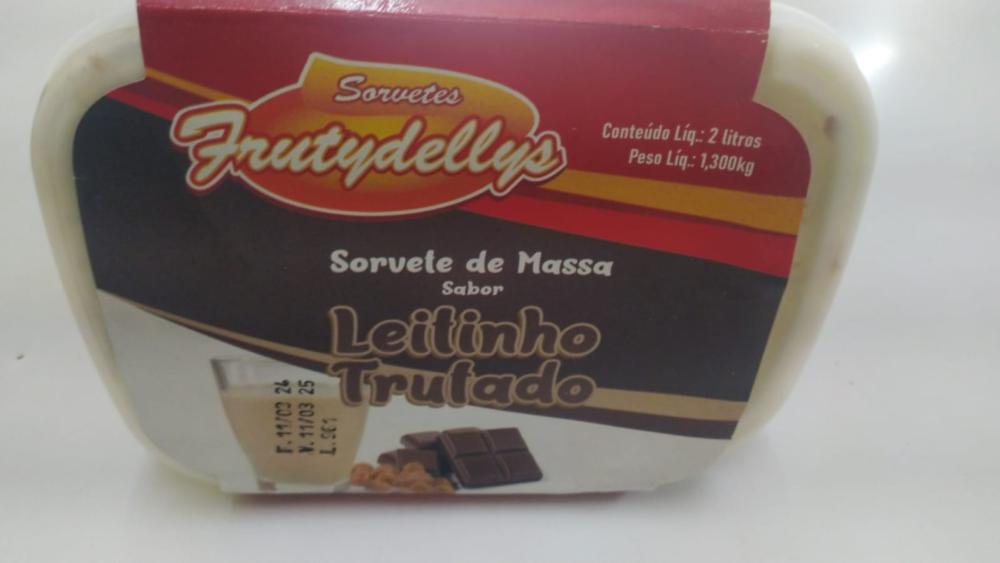 Sorvetes
Frutydellys
Conteúdo Líq.: 2 litros
Peso Líq.: 1,300kg
Sorvete de Massa
Sabor
Leitinho
Trufado
F. 11/03 24
V. 11/03 25